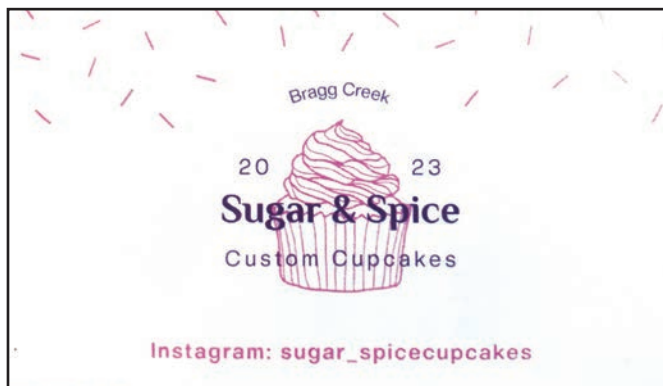 Bragg Creek
20 23
Sugar & Spice
Custom Cupcakes
Instagram: sugar_spicecupcakes